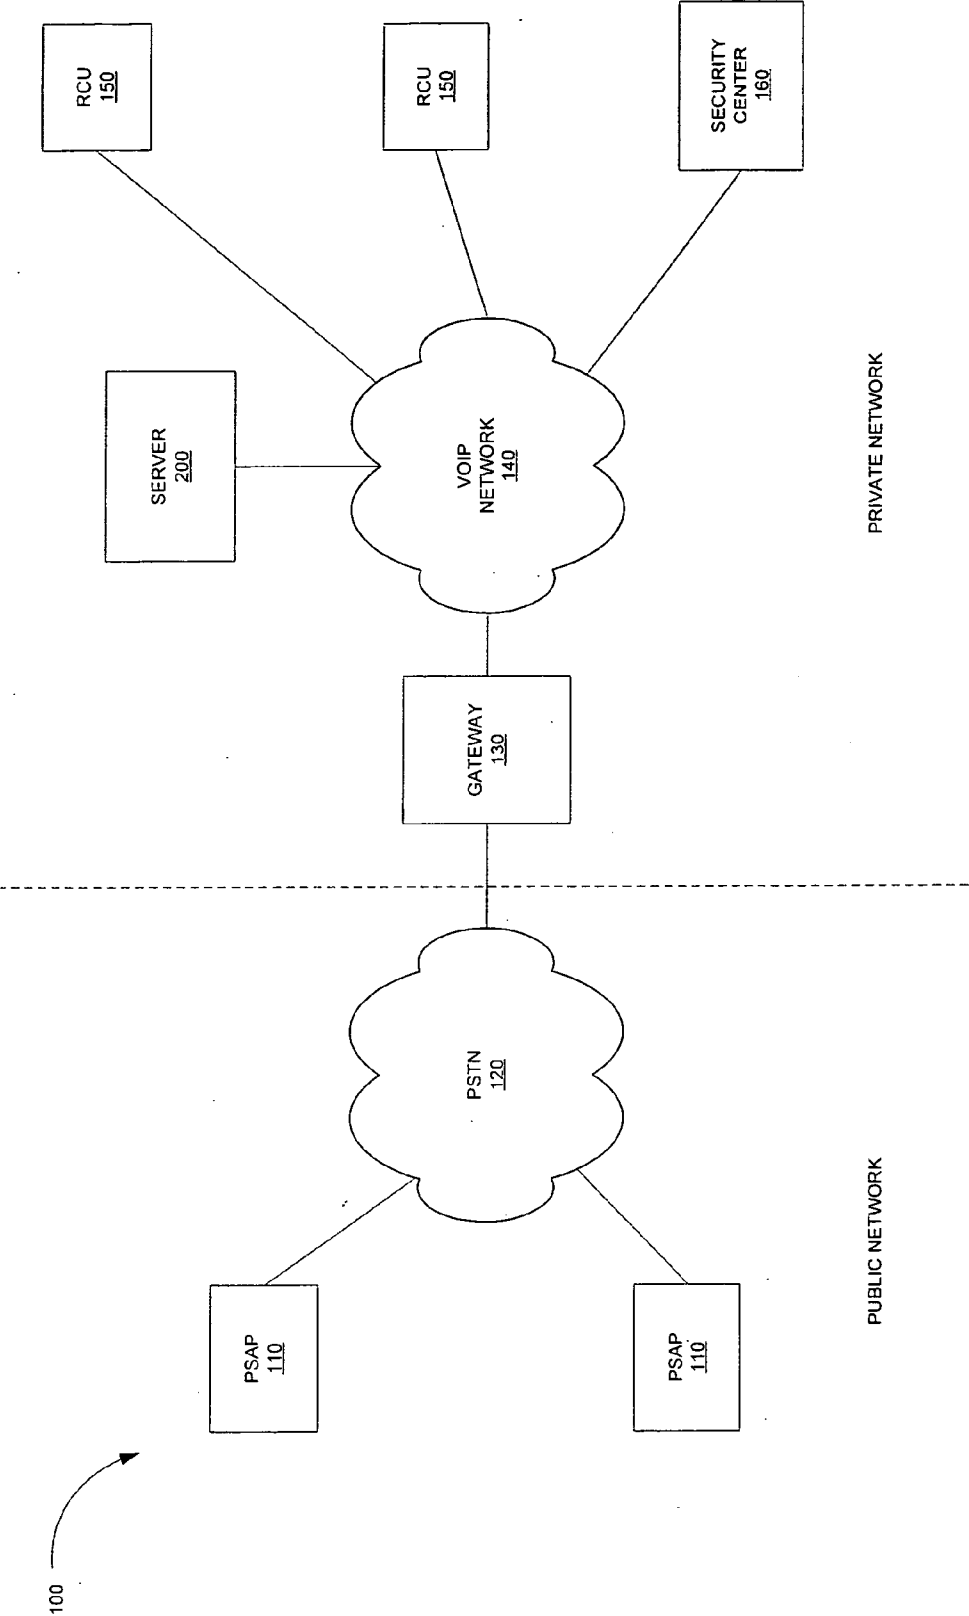 100
PSAP
110
PSAP
110
PSTN
120
PUBLIC NETWORK
GATEWAY
130
SERVER
200
VOIP
NETWORK
140
PRIVATE NETWORK
RCU
150
RCU
150
SECURITY
CENTER
160